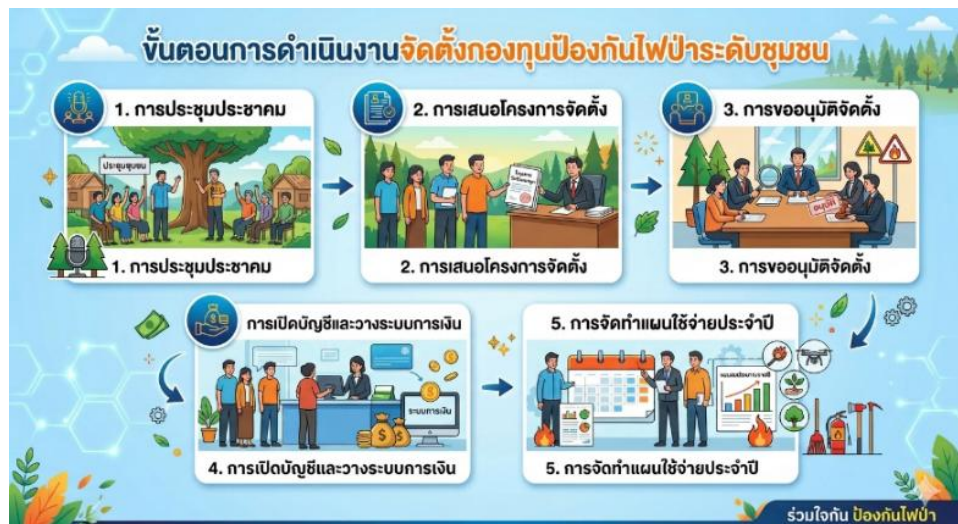 ขั้นตอนการดำเนินงานจัดตั้งกองทุนป้องกันไฟป่าระดับชุมชน
1. การประชุมประชาคม
2. การเสนอโครงการจัดตั้ง
3. การขออนุมัติจัดตั้ง
ประชุมชุมชน
อนุมัติ
1. การประชุมประชาคม
2. การเสนอโครงการจัดตั้ง
3. การขออนุมัติจัดตั้ง
การเปิดบัญชีและวางระบบการเงิน
5. การจัดทำแผนใช้จ่ายประจำปี
ระบบการเงิน
4. การเปิดบัญชีและวางระบบการเงิน
5. การจัดทำแผนใช้จ่ายประจำปี
ร่วมใจกัน ป้องกันไฟป่า